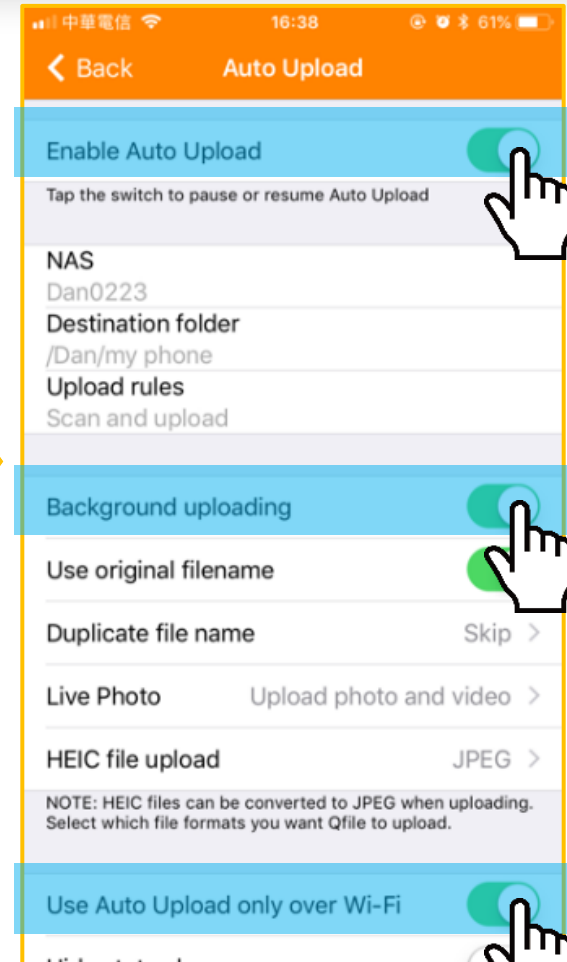 中華電信 16:38 61%
Back Auto Upload
Enable Auto Upload
Tap the switch to pause or resume Auto Upload
NAS
Dan0223
Destination folder
/Dan/my phone
Upload rules
Scan and upload
Background uploading
Use original filename
Duplicate file name Skip
Live Photo Upload photo and video
HEIC file upload JPEG
NOTE: HEIC files can be converted to JPEG when uploading.
Select which file formats you want Qfile to upload.
Use Auto Upload only over Wi-Fi